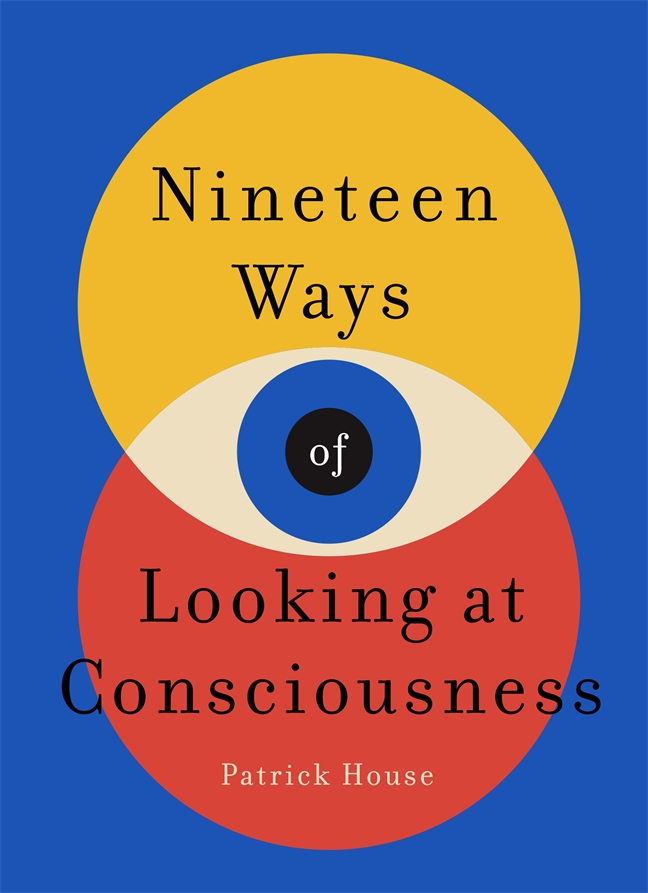 Nineteen
Ways
of
Looking at
Consciousness
Patrick House